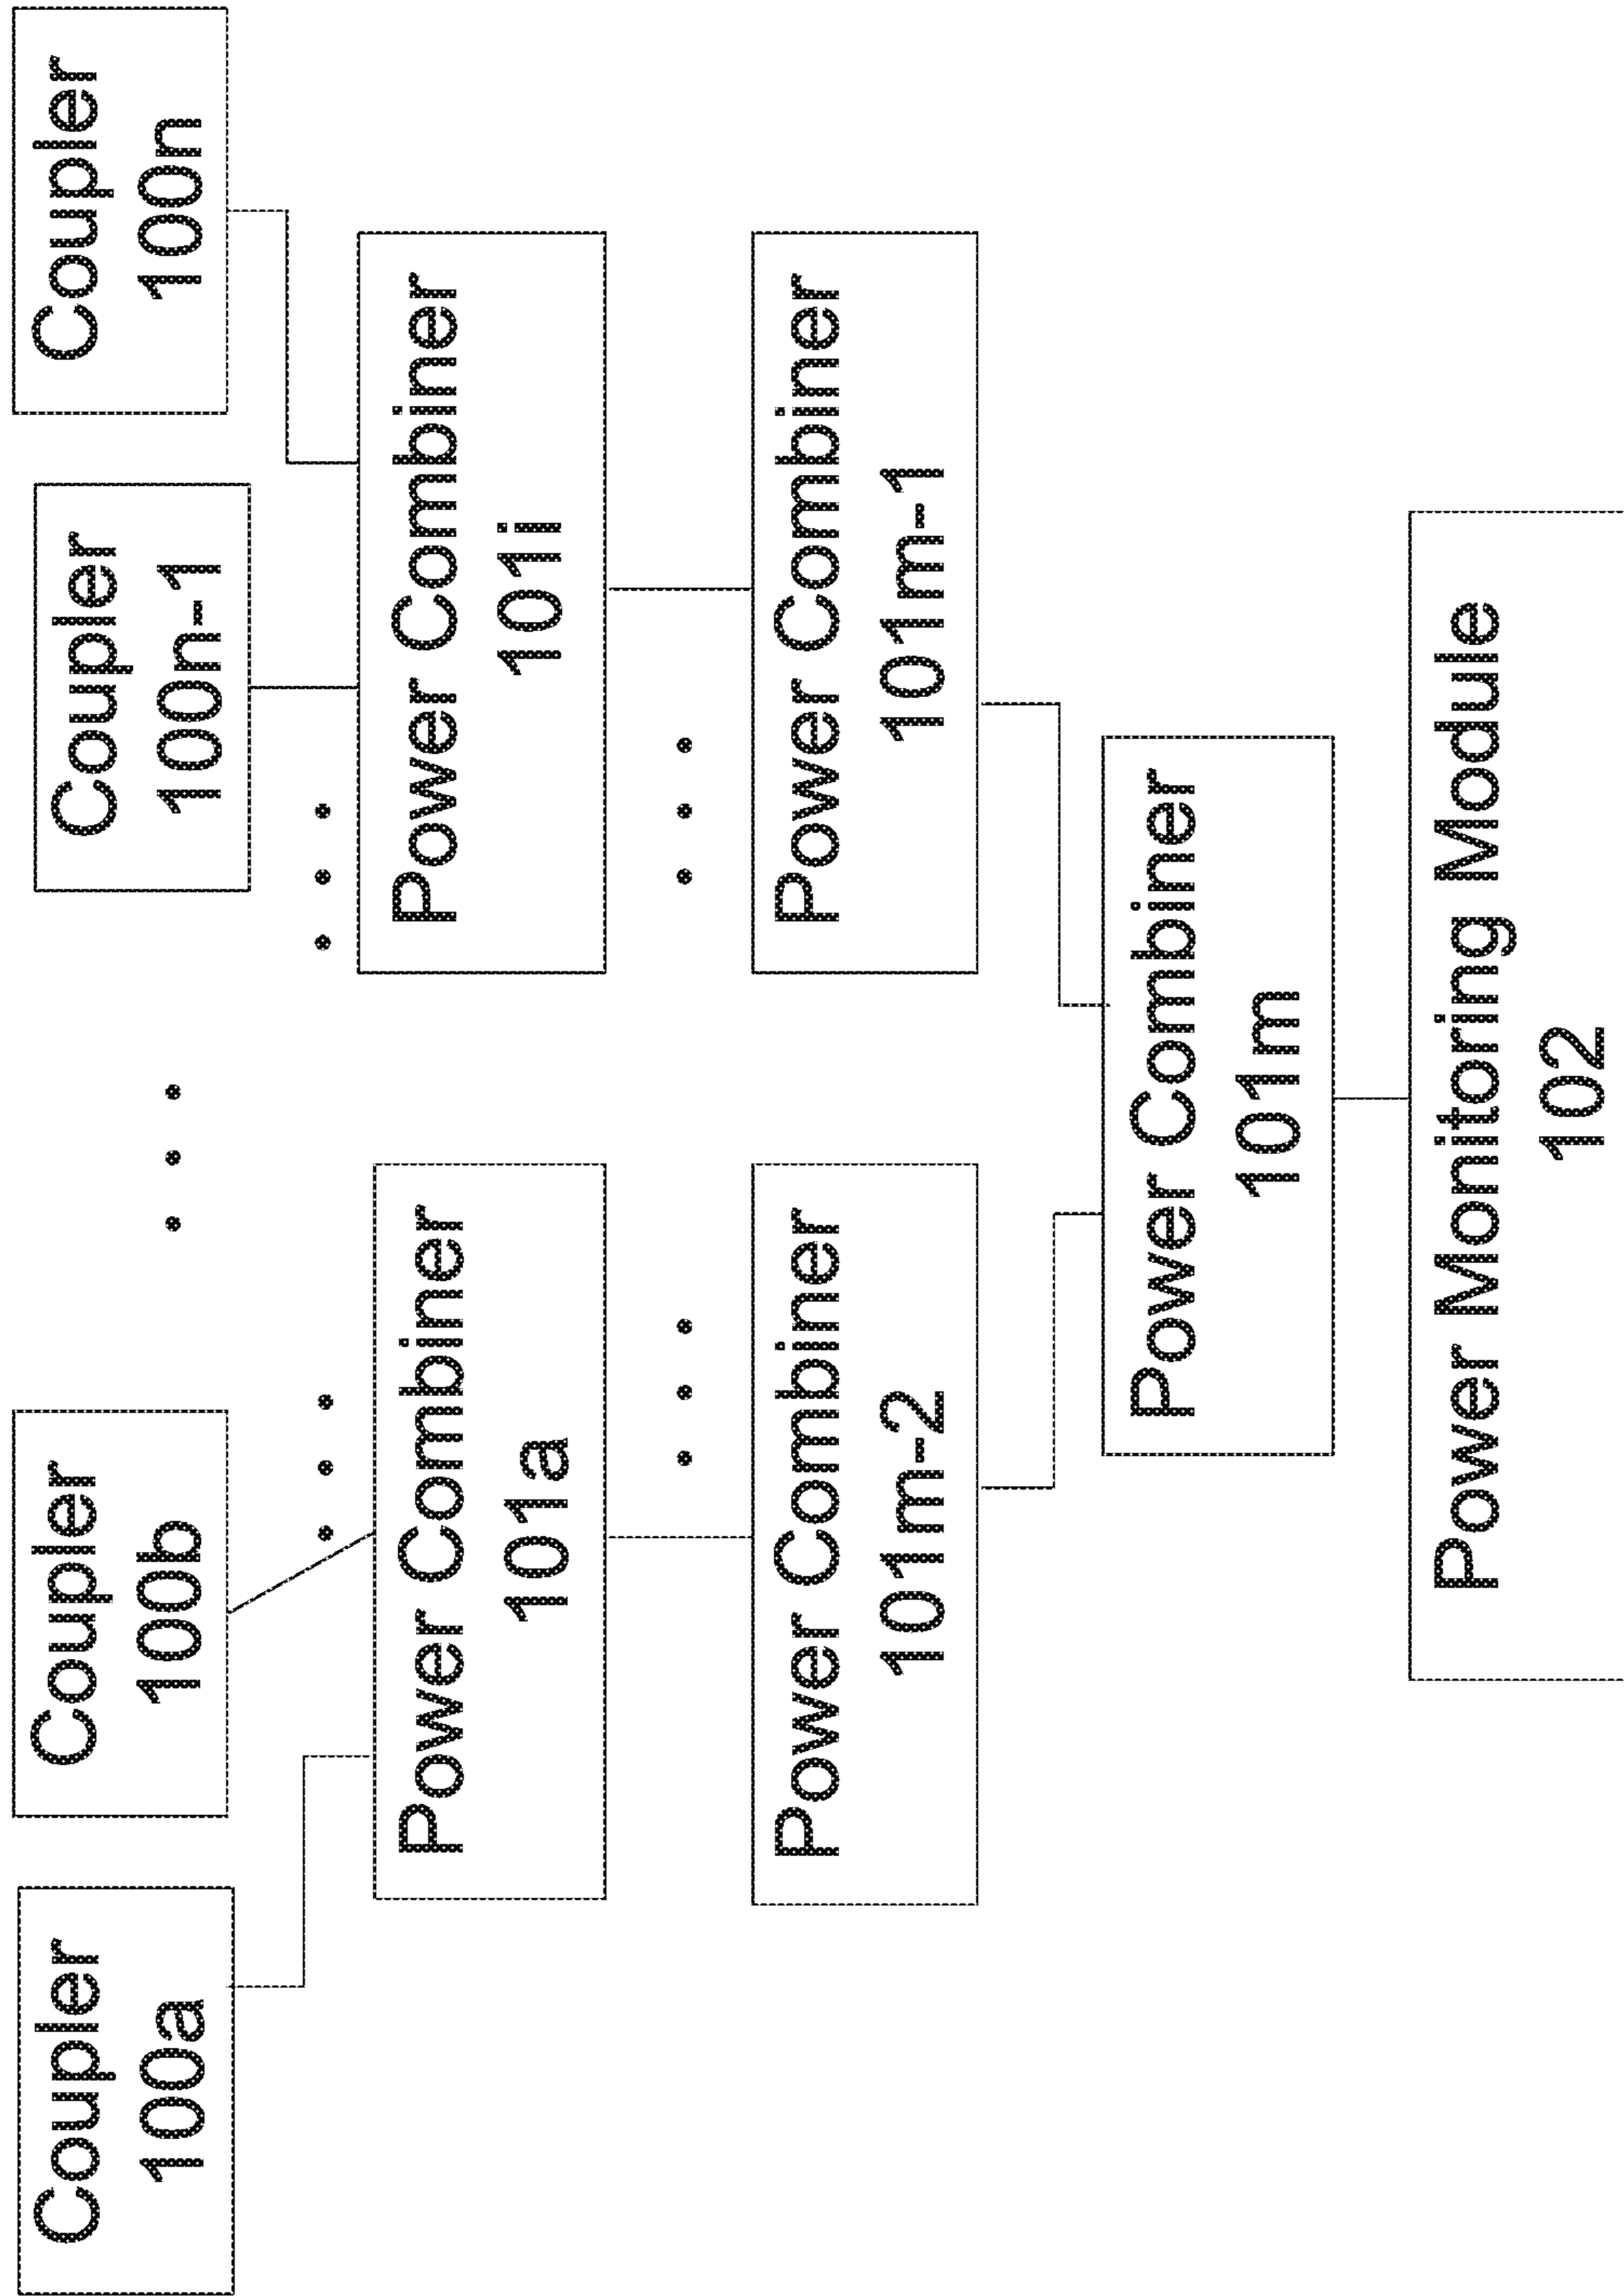 Coupler
100a
Coupler
100b
Coupler
100n-1
Coupler
100n
Power Combiner
101a
Power Combiner
101i
Power Combiner
101m-2
Power Combiner
101m-1
Power Combiner
101m
Power Monitoring Module
102